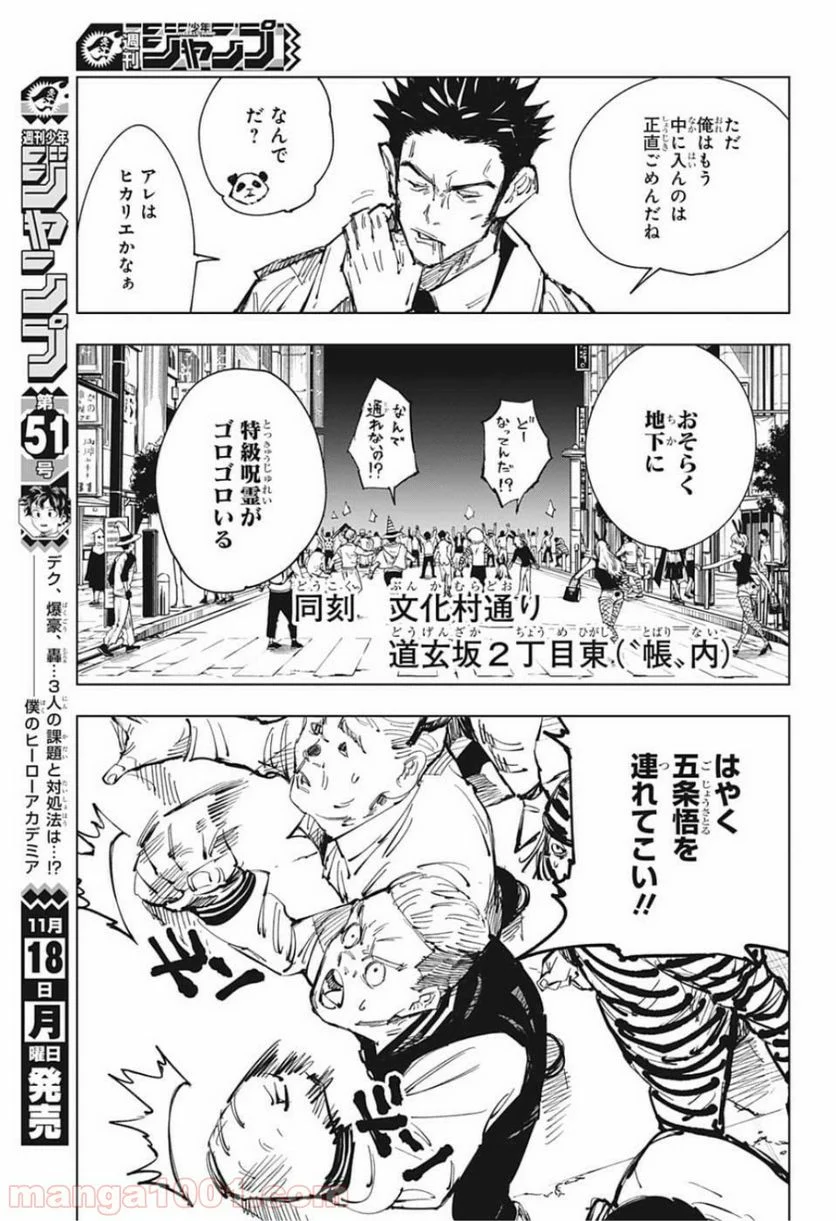 週刊
少年
ジャンプ
ただ
俺はもう
中に入んのは
正直ごめんだね
なんで
だ？
アレは
ヒカリエかなぁ
おそらく
地下に
どー
なってんだ!?
なんで
通れないの!?
特級呪霊が
ゴロゴロいる
同刻　文化村通り
道玄坂２丁目東(〝帳〟内)
はやく
五条悟を
連れてこい!!
週刊少年
ジャンプ
第
51
号
デク、爆豪、轟…３人の課題と対処法は…!?
――僕のヒーローアカデミア
11月
18
日
月
曜日
発売
manga1001.com